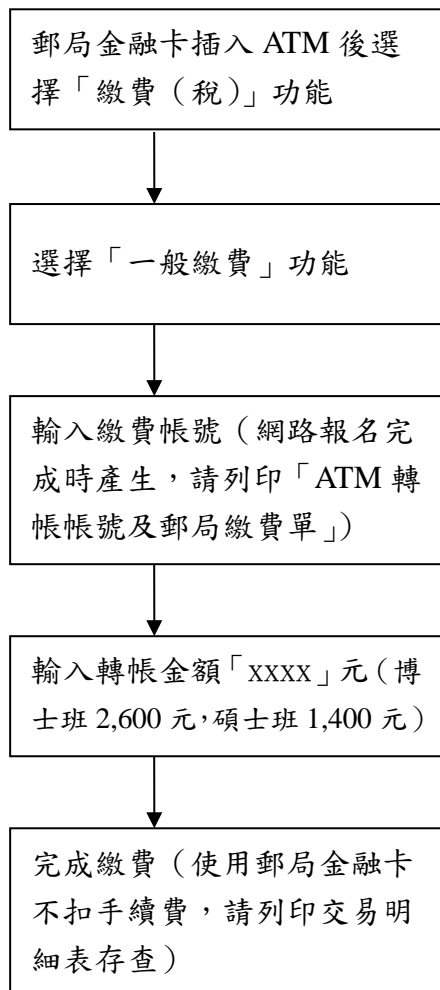 郵局金融卡插入 ATM 後選
擇「繳費（稅）」功能
選擇「一般繳費」功能
輸入繳費帳號（網路報名完
成時產生，請列印「ATM 轉
帳帳號及郵局繳費單」）
輸入轉帳金額「xxxx」元（博
士班 2,600 元，碩士班 1,400 元）
完成繳費（使用郵局金融卡
不扣手續費，請列印交易明
細表存查）